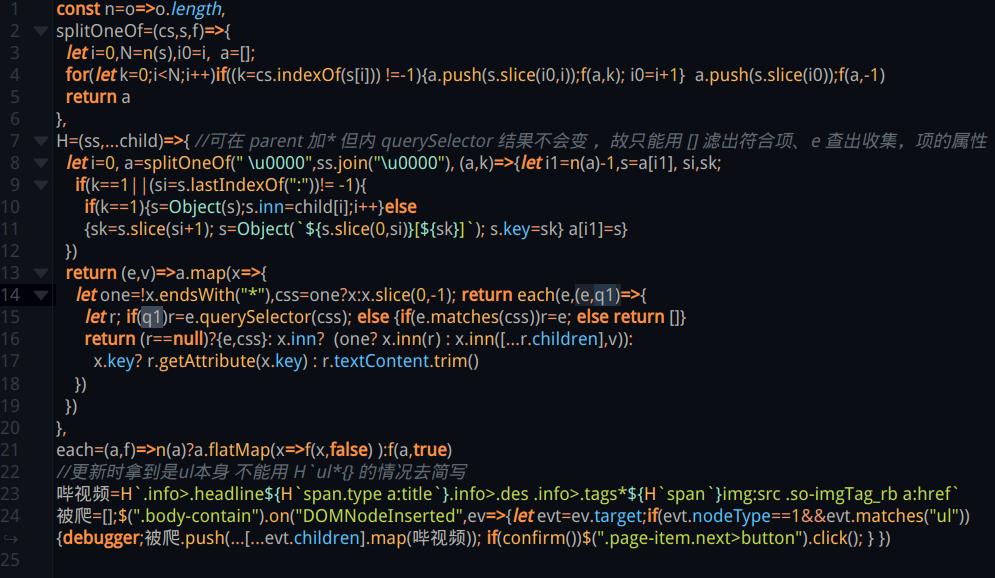 1 const n=o=>o.length,
2 splitOneOf=(cs,s,f)=>{
3 let i=0,N=n(s),i0=i, a=[];
4 for(let k=0;i<N;i++)if((k=cs.indexOf(s[i])) !=-1){a.push(s.slice(i0,i));f(a,k); i0=i+1} a.push(s.slice(i0));f(a,-1)
5 return a
6 },
7 H=(ss,...child)=>{ //可在 parent 加* 但内 querySelector 结果不会变 ，故只能用 [] 滤出符合项、e 查出收集，项的属性
8 let i=0, a=splitOneOf(" \u0000",ss.join("\u0000"), (a,k)=>{let i1=n(a)-1,s=a[i1], si,sk;
9 if(k==1||(si=s.lastIndexOf(":"))!= -1){
10 if(k==1){s=Object(s);s.inn=child[i];i++}else
11 {sk=s.slice(si+1); s=Object(`${s.slice(0,si)}[${sk}]`); s.key=sk} a[i1]=s}
12 })
13 return (e,v)=>a.map(x=>{
14 let one=!x.endsWith("*"),css=one?x:x.slice(0,-1); return each(e,(e,q1)=>{
15 let r; if(q1)r=e.querySelector(css); else {if(e.matches(css))r=e; else return []}
16 return (r==null)?{e,css}: x.inn? (one? x.inn(r) : x.inn([...r.children],v)):
17 x.key? r.getAttribute(x.key) : r.textContent.trim()
18 })
19 })
20 },
21 each=(a,f)=>n(a)?a.flatMap(x=>f(x,false) ):f(a,true)
22 //更新时拿到是ul本身 不能用 H`ul*{} 的情况去简写
23 哔视频=H`.info>.headline${H`span.type a:title`}.info>.des .info>.tags*${H`span`}img:src .so-imgTag_rb a:href`
24 被爬=[];$(".body-contain").on("DOMNodeInserted",ev=>{let evt=ev.target;if(evt.nodeType==1&&evt.matches("ul"))
{debugger;被爬.push(...[...evt.children].map(哔视频)); if(confirm())$(".page-item.next>button").click(); } })
25